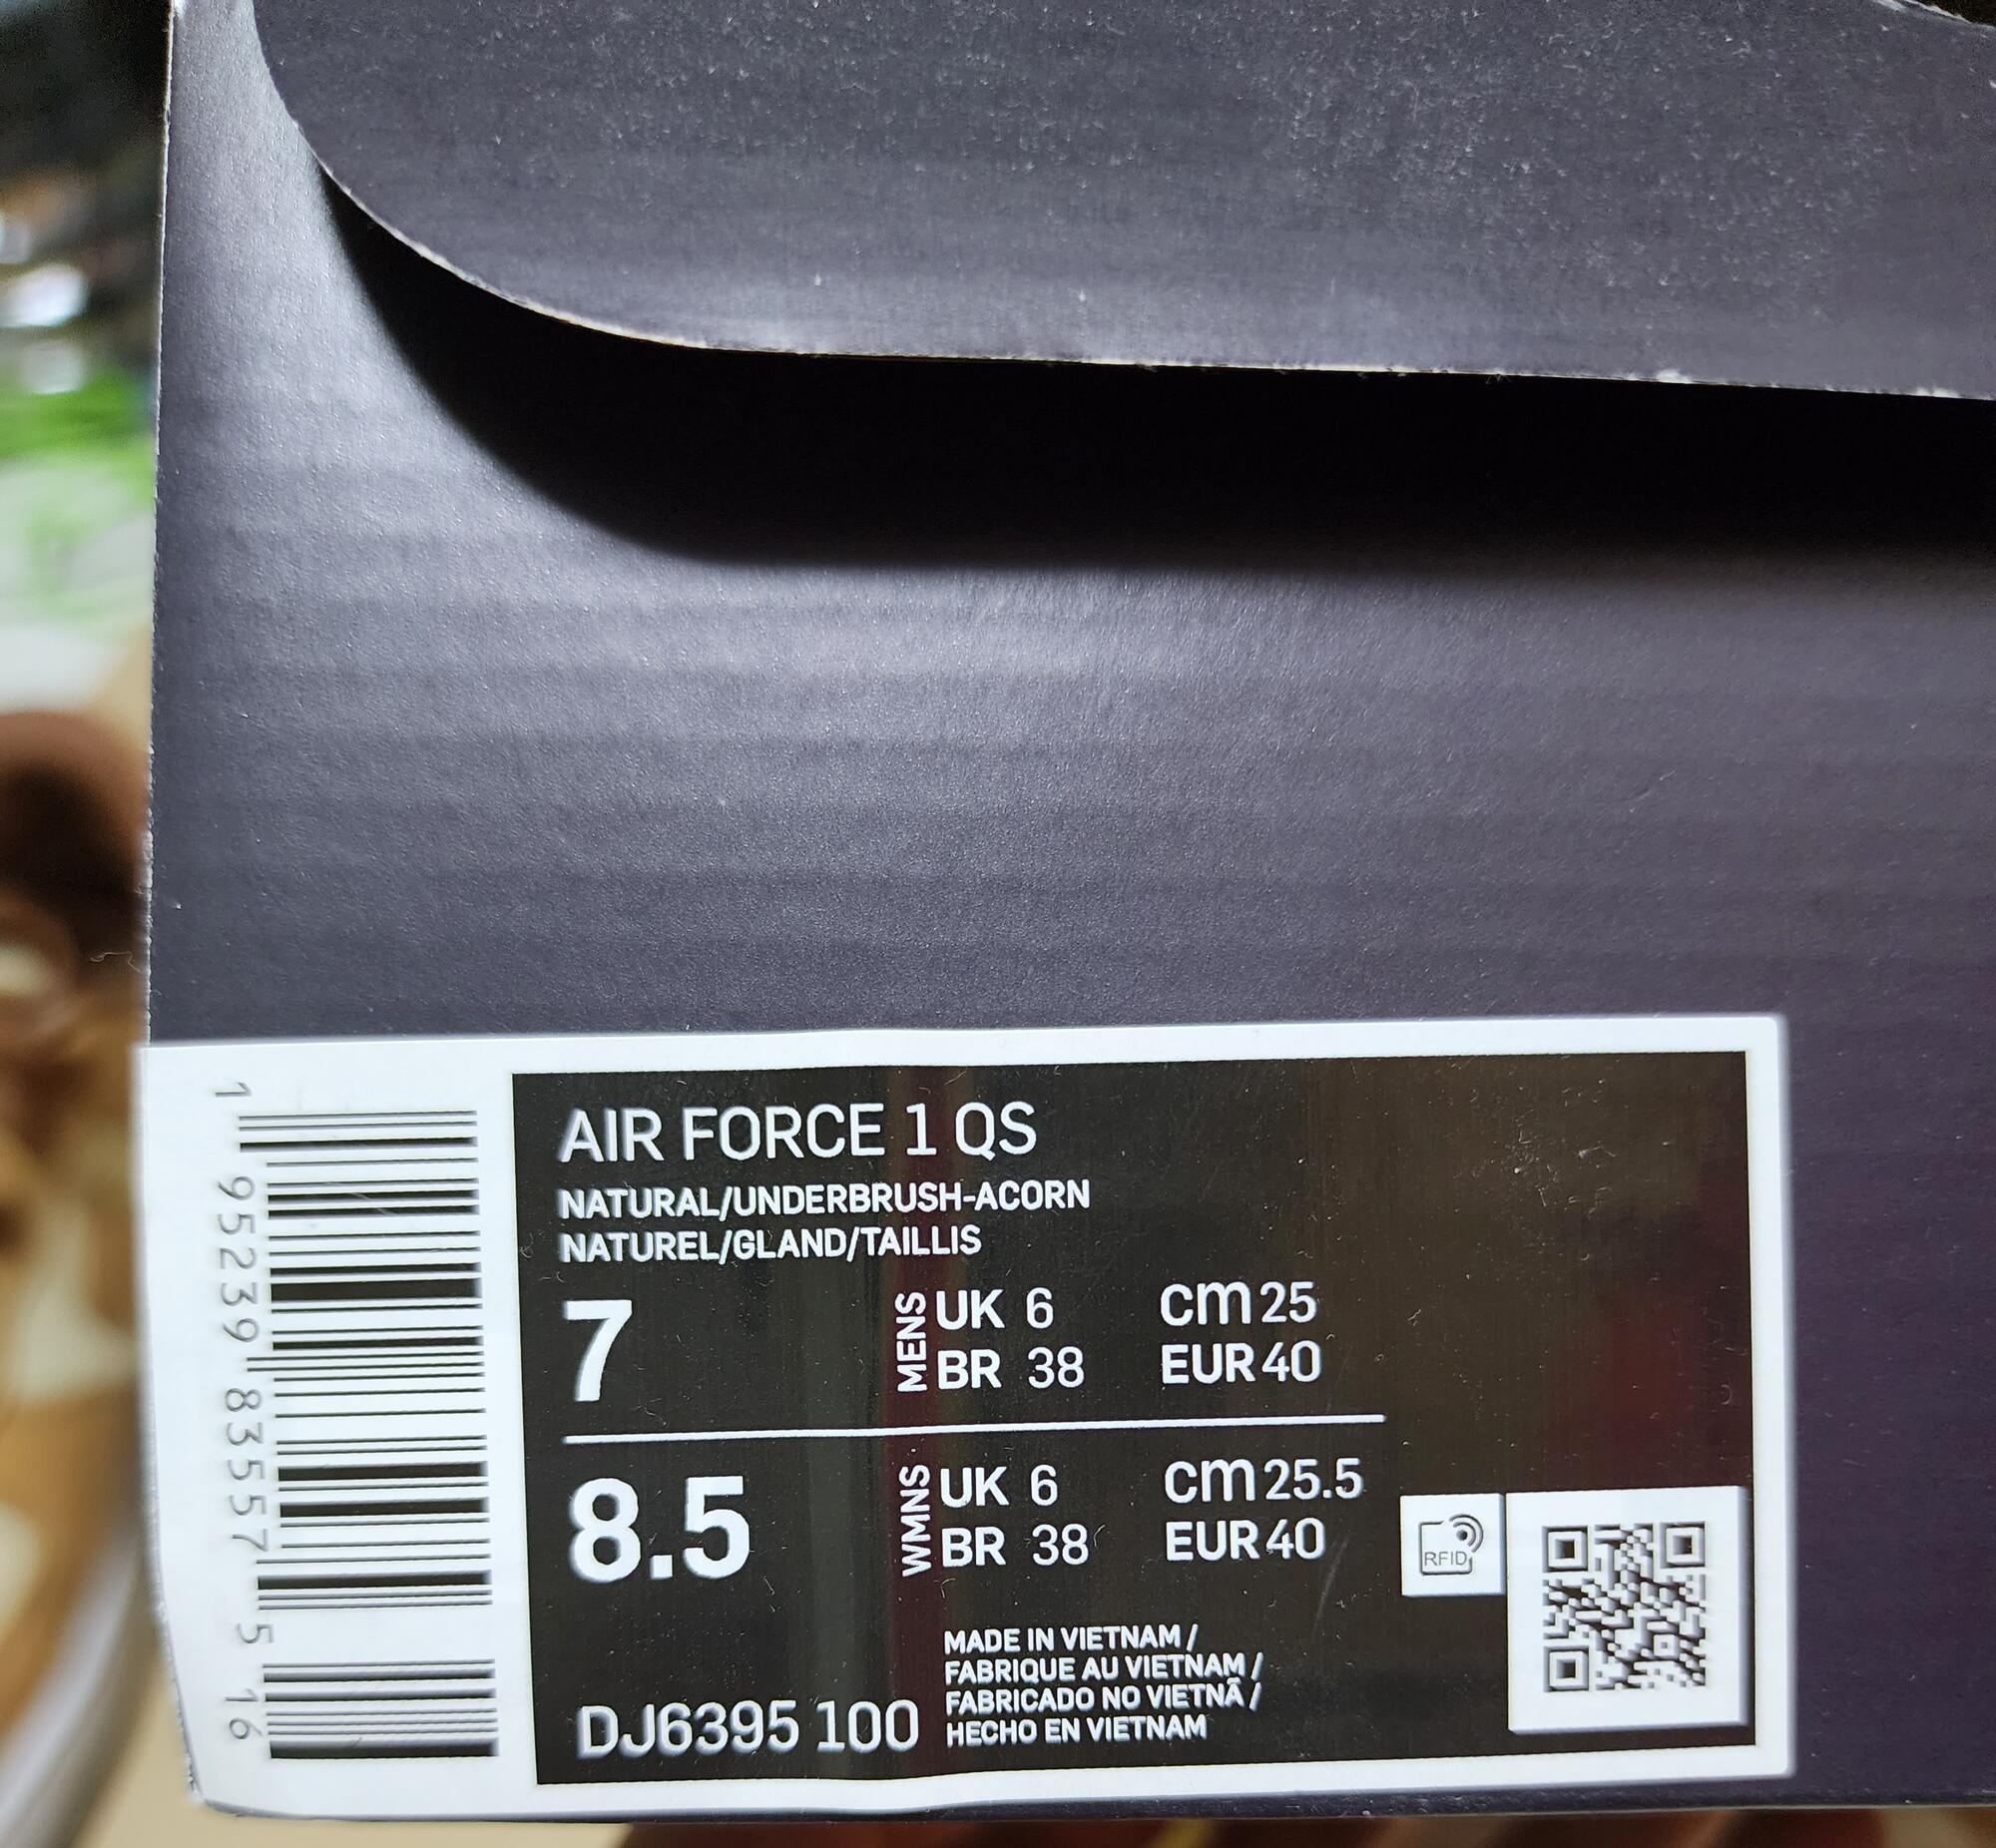 AIR FORCE 1 QS
NATURAL/UNDERBRUSH-ACORN
NATUREL/GLAND/TAILLIS
7 MENS UK 6 cm 25
BR 38 EUR 40
8.5 WMNS UK 6 cm 25.5
BR 38 EUR 40
RFID
MADE IN VIETNAM /
FABRIQUE AU VIETNAM /
FABRICADO NO VIETNÃ /
HECHO EN VIETNAM
DJ6395 100
1 95239 83557 5 16